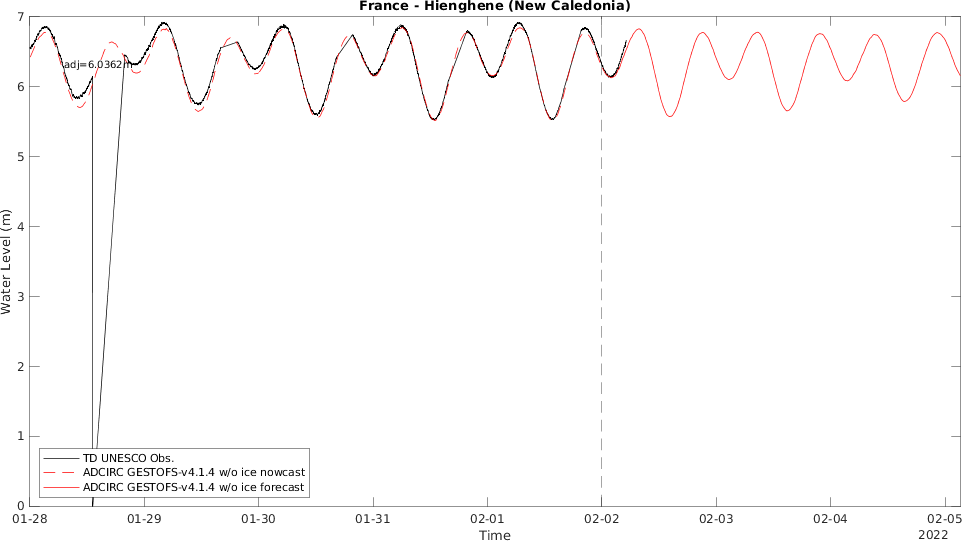 France - Hienghene (New Caledonia)
7
6
5
4
3
2
1
0
Water Level (m)
adj=6.0362m
TD UNESCO Obs.
ADCIRC GESTOFS-v4.1.4 w/o ice nowcast
ADCIRC GESTOFS-v4.1.4 w/o ice forecast
01-28 01-29 01-30 01-31 02-01 02-02 02-03 02-04 02-05
Time
2022